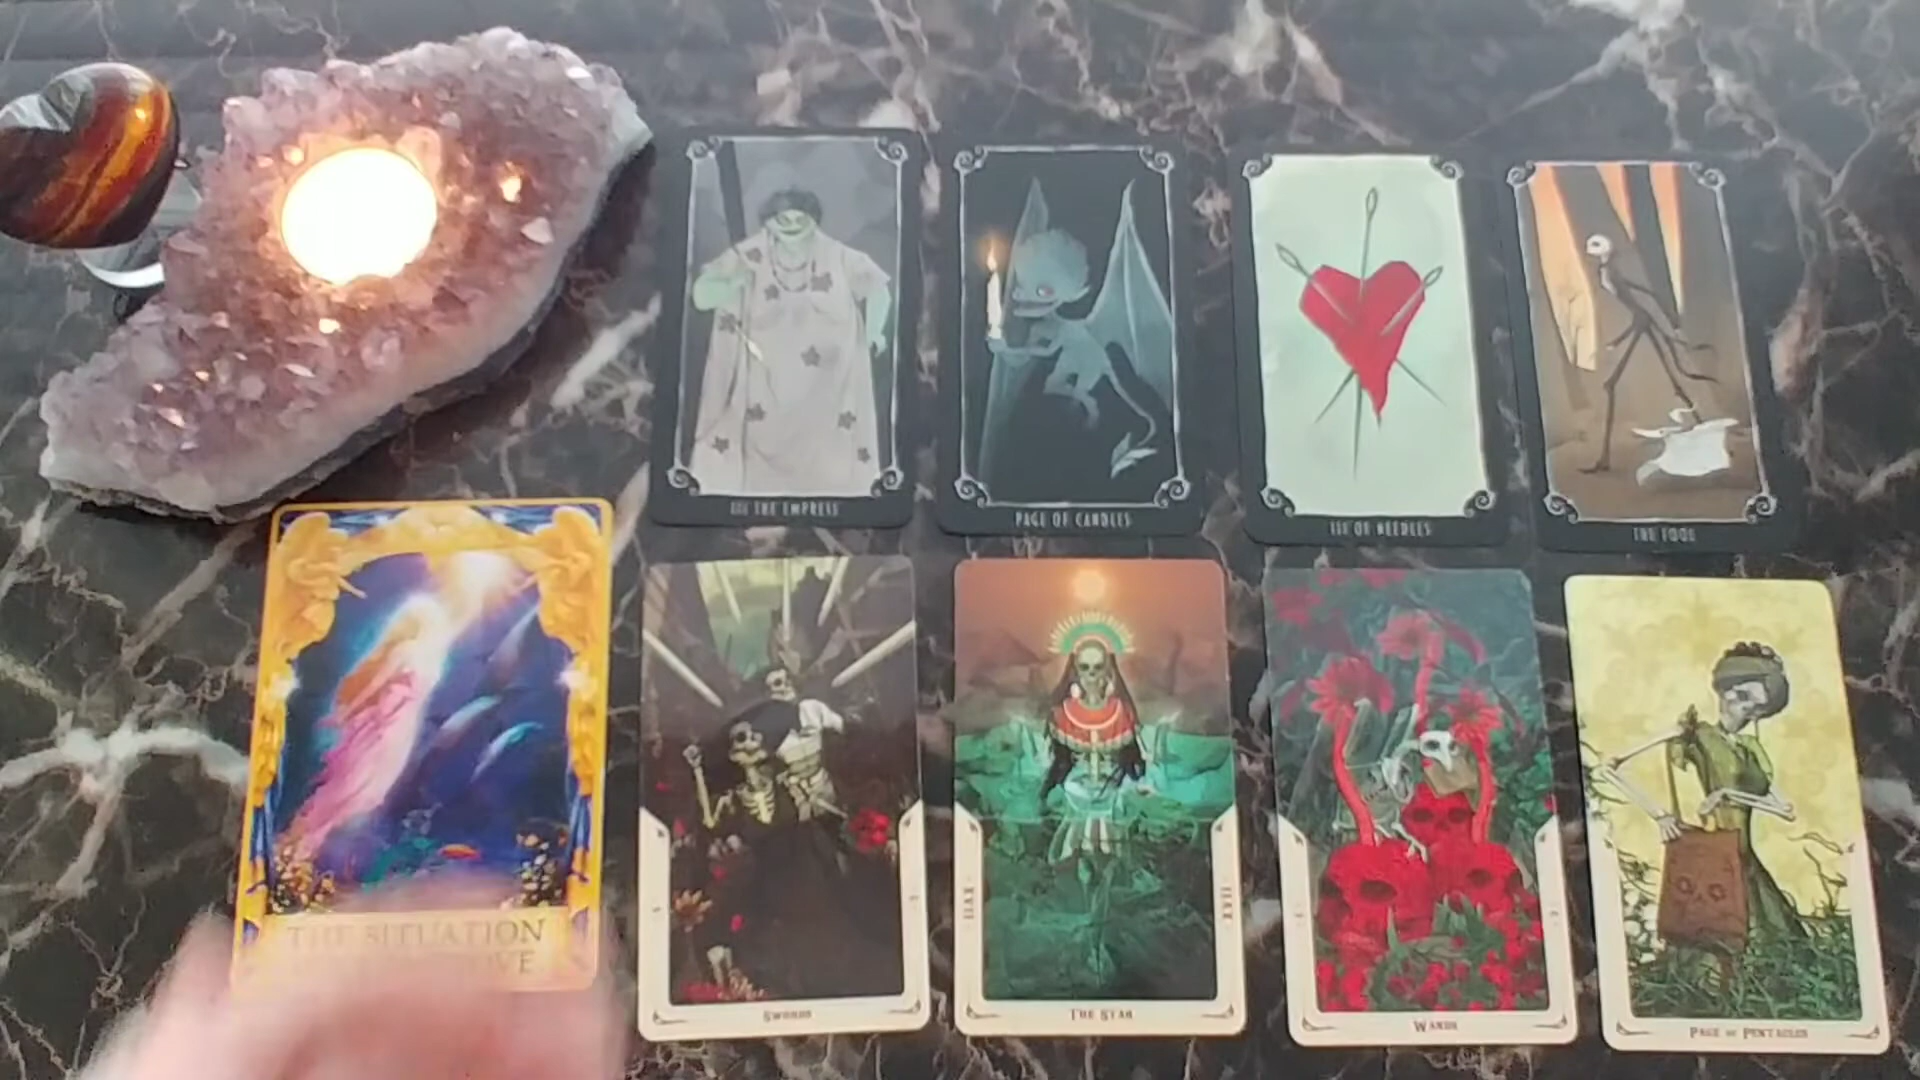 III THE EMPRESS
PAGE OF CANDLES
III OF NEEDLES
THE FOOL
THE SITUATION
SWORDS
XVII
THE STAR
XVII
WANDS
PAGE OF PENTACLES